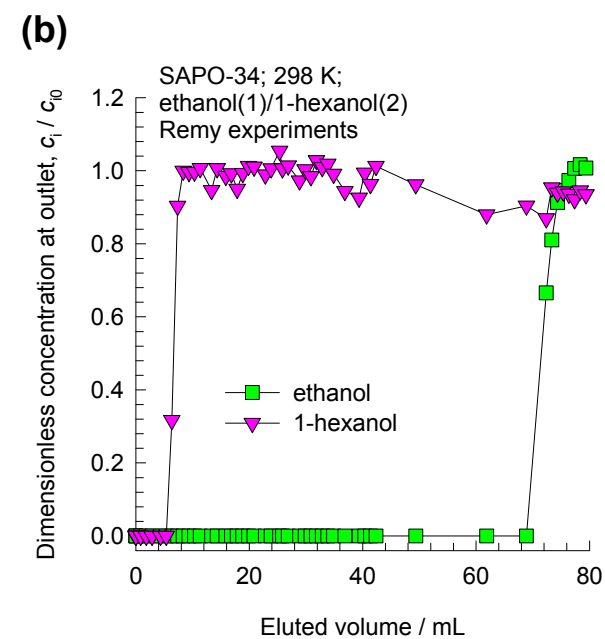 (b)
SAPO-34; 298 K;
ethanol(1)/1-hexanol(2)
Remy experiments
Dimensionless concentration at outlet, c_i / c_i0
1.2
1.0
0.8
0.6
0.4
0.2
0.0
ethanol
1-hexanol
0
20
40
60
80
Eluted volume / mL